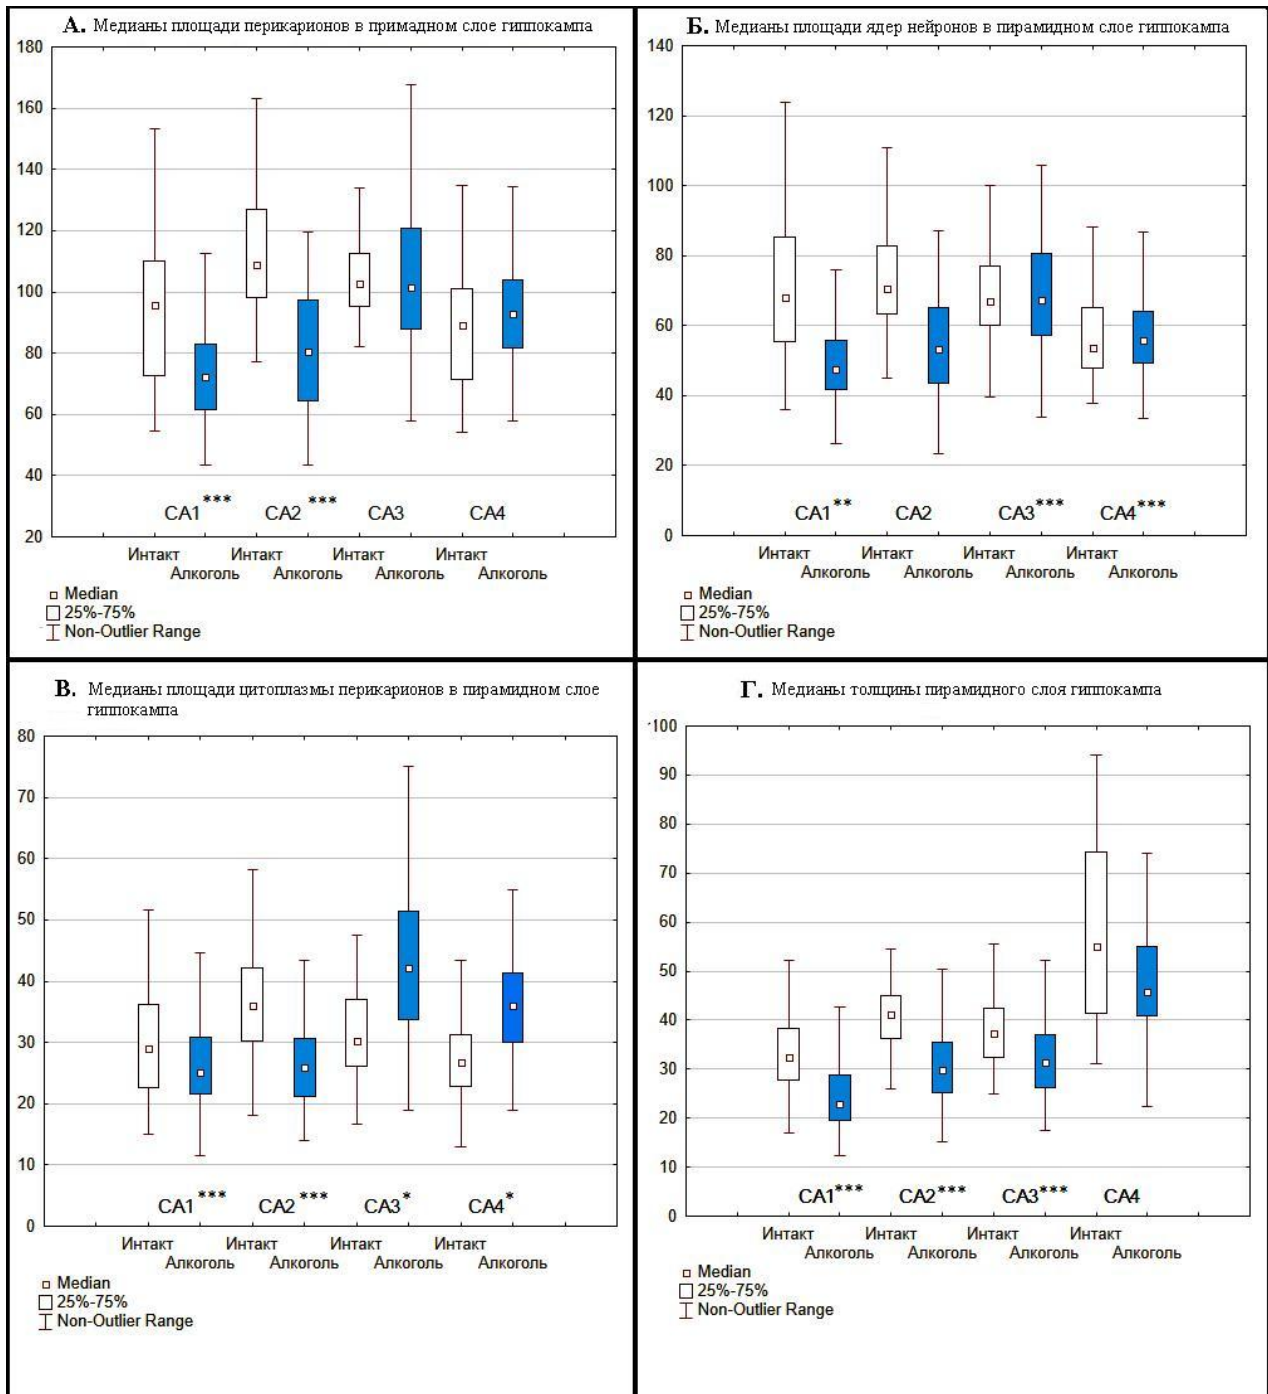 А. Медианы площади перикарионов в примадном слое гиппокампа
180
160
140
120
100
80
60
40
20
CA1*** CA2*** CA3 CA4
Интакт Интакт Интакт Интакт
Алкоголь Алкоголь Алкоголь Алкоголь
Median
25%-75%
Non-Outlier Range
Б. Медианы площади ядер нейронов в пирамидном слое гиппокампа
140
120
100
80
60
40
20
0
CA1** CA2 CA3*** CA4***
Интакт Интакт Интакт Интакт
Алкоголь Алкоголь Алкоголь Алкоголь
Median
25%-75%
Non-Outlier Range
В. Медианы площади цитоплазмы перикарионов в пирамидном слое
гиппокампа
80
70
60
50
40
30
20
10
0
CA1*** CA2*** CA3* CA4*
Интакт Интакт Интакт Интакт
Алкоголь Алкоголь Алкоголь Алкоголь
Median
25%-75%
Non-Outlier Range
Г. Медианы толщины пирамидного слоя гиппокампа
100
90
80
70
60
50
40
30
20
10
0
CA1*** CA2*** CA3*** CA4
Интакт Интакт Интакт Интакт
Алкоголь Алкоголь Алкоголь Алкоголь
Median
25%-75%
Non-Outlier Range